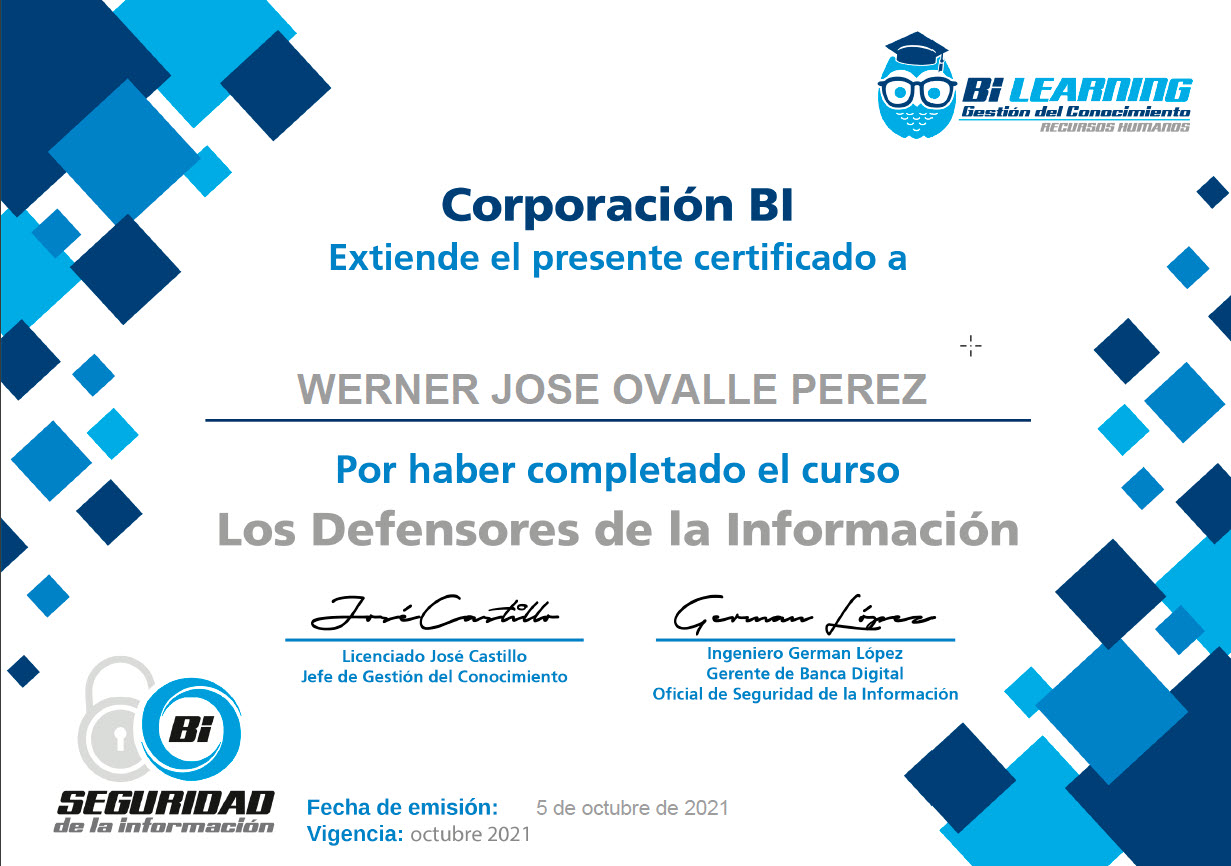 Bi LEARNING
Gestión del Conocimiento
RECURSOS HUMANOS
Corporación BI
Extiende el presente certificado a
WERNER JOSE OVALLE PEREZ
Por haber completado el curso
Los Defensores de la Información
José Castillo
German López
Licenciado José Castillo
Jefe de Gestión del Conocimiento
Ingeniero German López
Gerente de Banca Digital
Oficial de Seguridad de la Información
Bi
SEGURIDAD
de la información
Fecha de emisión: 5 de octubre de 2021
Vigencia: octubre 2021